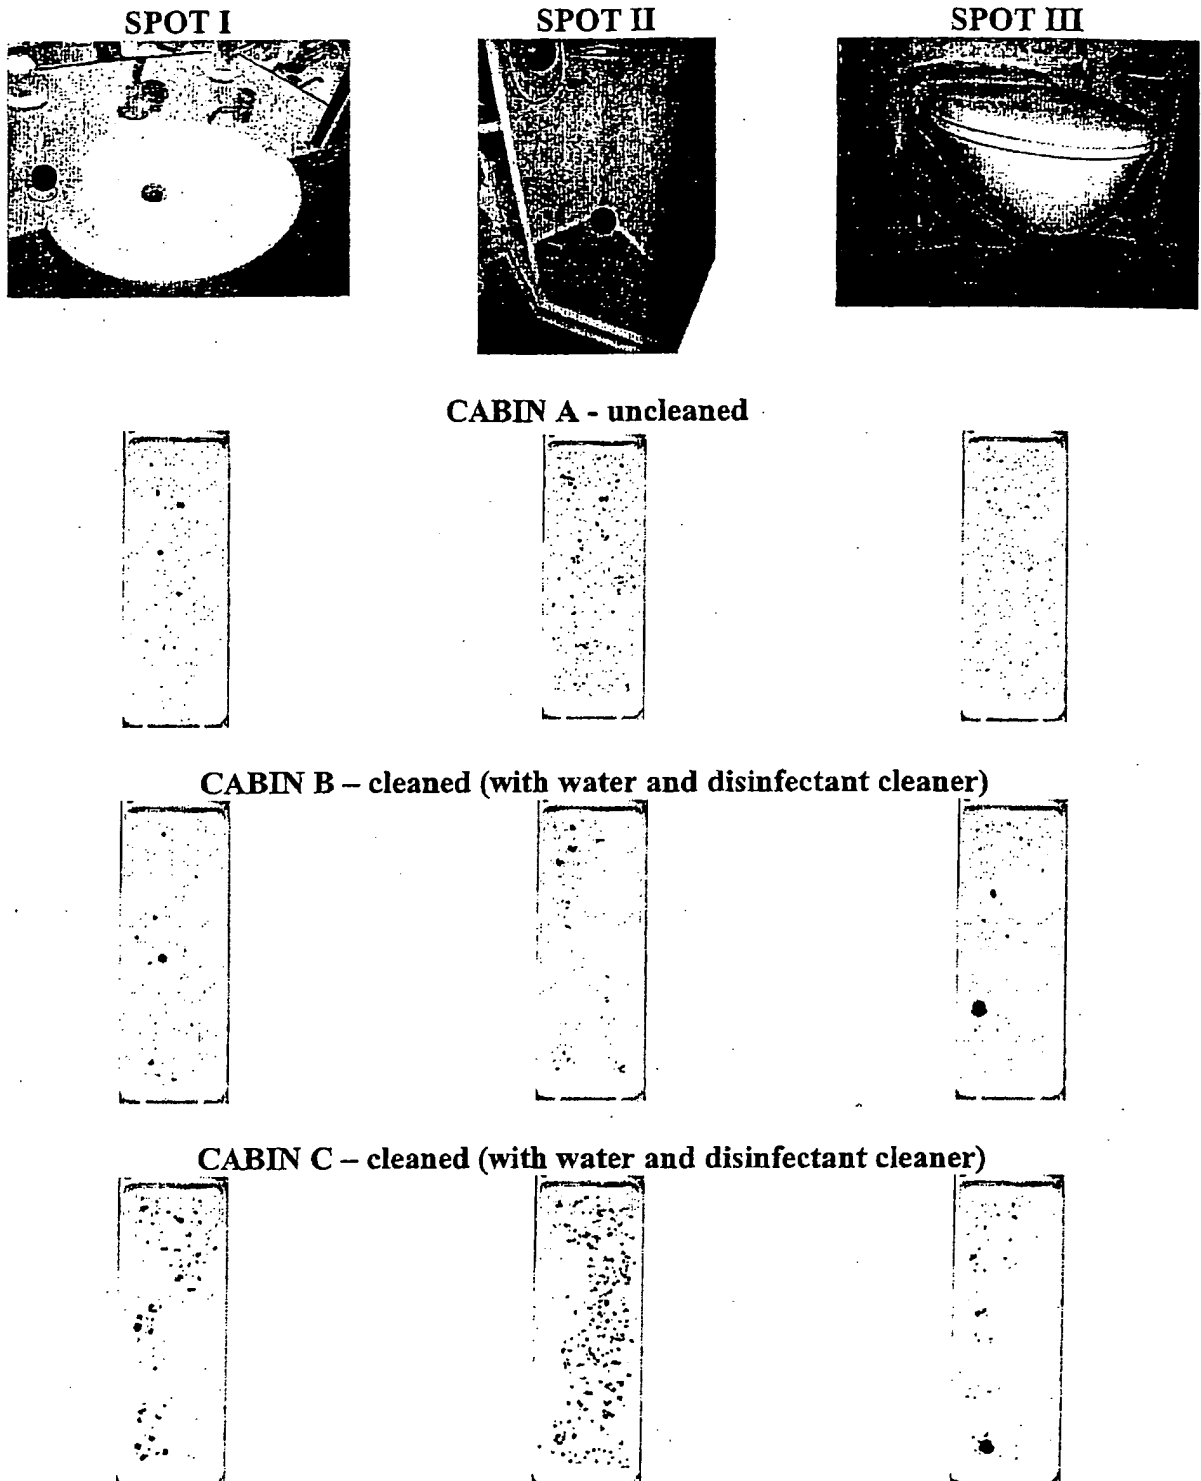 SPOT I
SPOT II
SPOT III
CABIN A - uncleaned
CABIN B – cleaned (with water and disinfectant cleaner)
CABIN C – cleaned (with water and disinfectant cleaner)